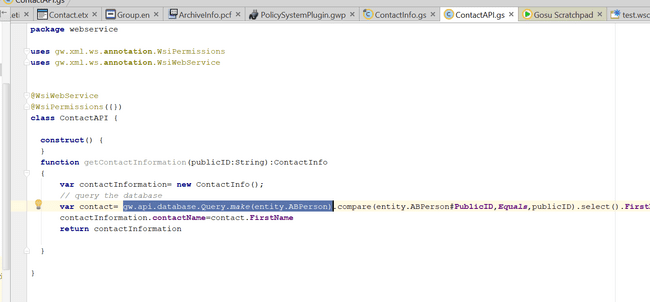 ContactAPI.gs
.eti
Contact.etx
Group.en
ArchiveInfo.pcf
PolicySystemPlugin.gwp
ContactInfo.gs
ContactAPI.gs
Gosu Scratchpad
test.wsc
package webservice
uses gw.xml.ws.annotation.WsiPermissions
uses gw.xml.ws.annotation.WsiWebService
@WsiWebService
@WsiPermissions({})
class ContactAPI {
construct() {
}
function getContactInformation(publicID:String):ContactInfo
{
var contactInformation= new ContactInfo();
// query the database
var contact= gw.api.database.Query.make(entity.ABPerson).compare(entity.ABPerson#PublicID,Equals,publicID).select().First
contactInformation.contactName=contact.FirstName
return contactInformation
}
}